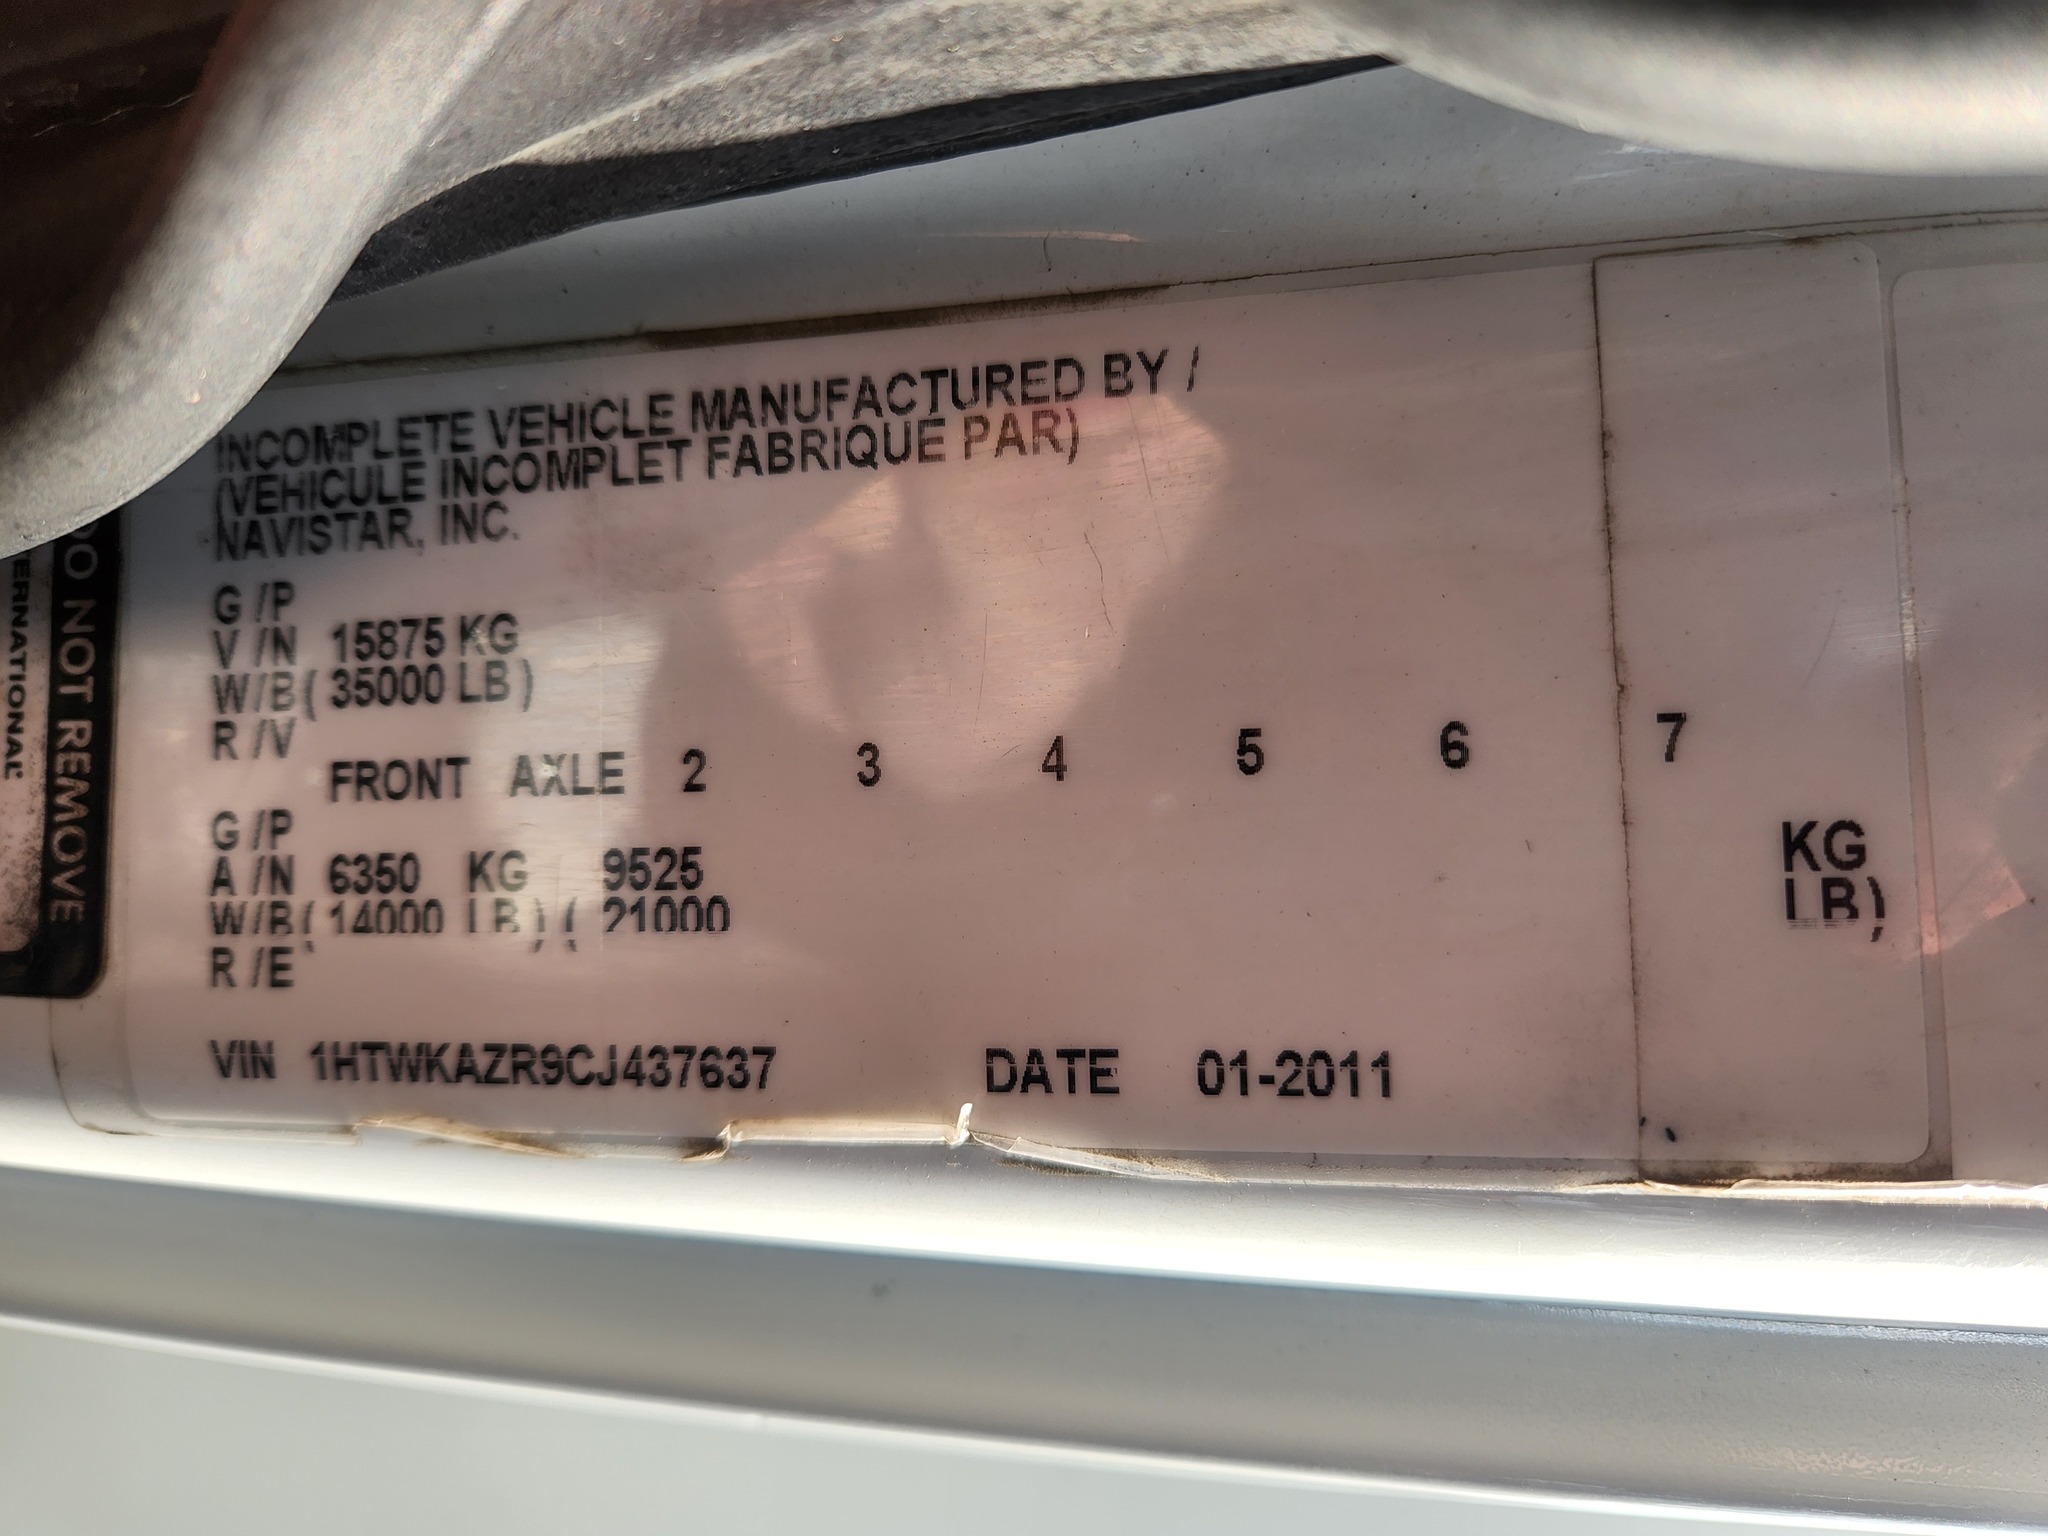 INCOMPLETE VEHICLE MANUFACTURED BY /
(VEHICULE INCOMPLET FABRIQUE PAR)
NAVISTAR, INC.
G /P
V /N 15875 KG
W/B ( 35000 LB )
R /V
FRONT AXLE 2 3 4 5 6 7
G /P
A /N 6350 KG 9525 KG
W/B ( 14000 LB ) ( 21000 LB )
R /E
VIN 1HTWKAZR9CJ437637 DATE 01-2011
DO NOT REMOVE